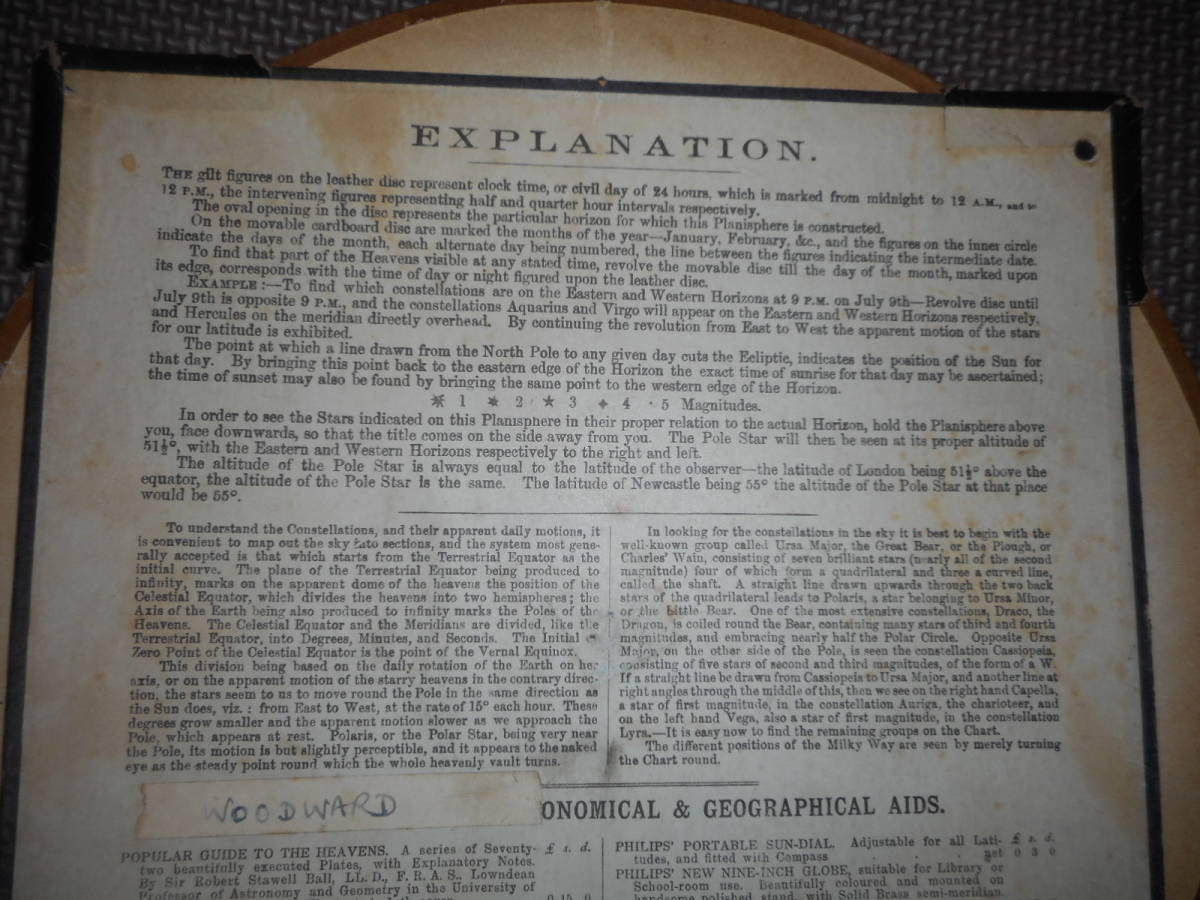 EXPLANATION.
THE gilt figures on the leather disc represent clock time, or civil day of 24 hours, which is marked from midnight to 12 A.M., and to
12 P.M., the intervening figures representing half and quarter hour intervals respectively.
The oval opening in the disc represents the particular horizon for which this Planisphere is constructed.
On the movable cardboard disc are marked the months of the year—January, February, &c., and the figures on the inner circle
indicate the days of the month, each alternate day being numbered, the line between the figures indicating the intermediate date.
To find that part of the Heavens visible at any stated time, revolve the movable disc till the day of the month, marked upon
its edge, corresponds with the time of day or night figured upon the leather disc.
EXAMPLE:—To find which constellations are on the Eastern and Western Horizons at 9 P.M. on July 9th—Revolve disc until
July 9th is opposite 9 P.M., and the constellations Aquarius and Virgo will appear on the Eastern and Western Horizons respectively,
and Hercules on the meridian directly overhead. By continuing the revolution from East to West the apparent motion of the stars
for our latitude is exhibited.
The point at which a line drawn from the North Pole to any given day cuts the Ecliptic, indicates the position of the Sun for
that day. By bringing this point back to the eastern edge of the Horizon the exact time of sunrise for that day may be ascertained;
the time of sunset may also be found by bringing the same point to the western edge of the Horizon.
1 2 3 4 5 Magnitudes.
In order to see the Stars indicated on this Planisphere in their proper relation to the actual Horizon, hold the Planisphere above
you, face downwards, so that the title comes on the side away from you. The Pole Star will then be seen at its proper altitude of
51½°, with the Eastern and Western Horizons respectively to the right and left.
The altitude of the Pole Star is always equal to the latitude of the observer—the latitude of London being 51½° above the
equator, the altitude of the Pole Star is the same. The latitude of Newcastle being 55° the altitude of the Pole Star at that place
would be 55°.
To understand the Constellations, and their apparent daily motions, it
is convenient to map out the sky into sections, and the system most gene-
rally accepted is that which starts from the Terrestrial Equator as the
initial curve. The plane of the Terrestrial Equator being produced to
infinity, marks on the apparent dome of the heavens the position of the
Celestial Equator, which divides the heavens into two hemispheres; the
Axis of the Earth being also produced to infinity marks the Poles of the
Heavens. The Celestial Equator and the Meridians are divided, like the
Terrestrial Equator, into Degrees, Minutes, and Seconds. The Initial or
Zero Point of the Celestial Equator is the point of the Vernal Equinox.
This division being based on the daily rotation of the Earth on her
axis, or on the apparent motion of the starry heavens in the contrary direc-
tion, the stars seem to us to move round the Pole in the same direction as
the Sun does, viz.: from East to West, at the rate of 15° each hour. These
degrees grow smaller and the apparent motion slower as we approach the
Pole, which appears at rest. Polaris, or the Polar Star, being very near
the Pole, its motion is but slightly perceptible, and it appears to the naked
eye as the steady point round which the whole heavenly vault turns.
In looking for the constellations in the sky it is best to begin with the
well-known group called Ursa Major, the Great Bear, or the Plough, or
Charles' Wain, consisting of seven brilliant stars (nearly all of the second
magnitude) four of which form a quadrilateral and three a curved line,
called the shaft. A straight line drawn upwards through the two back
stars of the quadrilateral leads to Polaris, a star belonging to Ursa Minor,
or the Little Bear. One of the most extensive constellations, Draco, the
Dragon, is coiled round the Bear, containing many stars of third and fourth
magnitudes, and embracing nearly half the Polar Circle. Opposite Ursa
Major, on the other side of the Pole, is seen the constellation Cassiopeia,
consisting of five stars of second and third magnitudes, of the form of a W.
If a straight line be drawn from Cassiopeia to Ursa Major, and another line at
right angles through the middle of this, then we see on the right hand Capella,
a star of first magnitude, in the constellation Auriga, the charioteer, and
on the left hand Vega, also a star of first magnitude, in the constellation
Lyra.—It is easy now to find the remaining groups on the Chart.
The different positions of the Milky Way are seen by merely turning
the Chart round.
WOODWARD
ONOMICAL & GEOGRAPHICAL AIDS.
POPULAR GUIDE TO THE HEAVENS. A series of Seventy- £ s. d.
two beautifully executed Plates, with Explanatory Notes.
By Sir Robert Stawell Ball, LL.D., F.R.A.S., Lowndean
Professor of Astronomy and Geometry in the University of
0 15 0
PHILIPS' PORTABLE SUN-DIAL. Adjustable for all Lati- £ s. d.
tudes, and fitted with Compass . . . net 0 3 0
PHILIPS' NEW NINE-INCH GLOBE, suitable for Library or
School-room use. Beautifully coloured and mounted on
handsome polished stand, with Solid Brass semi-meridian.